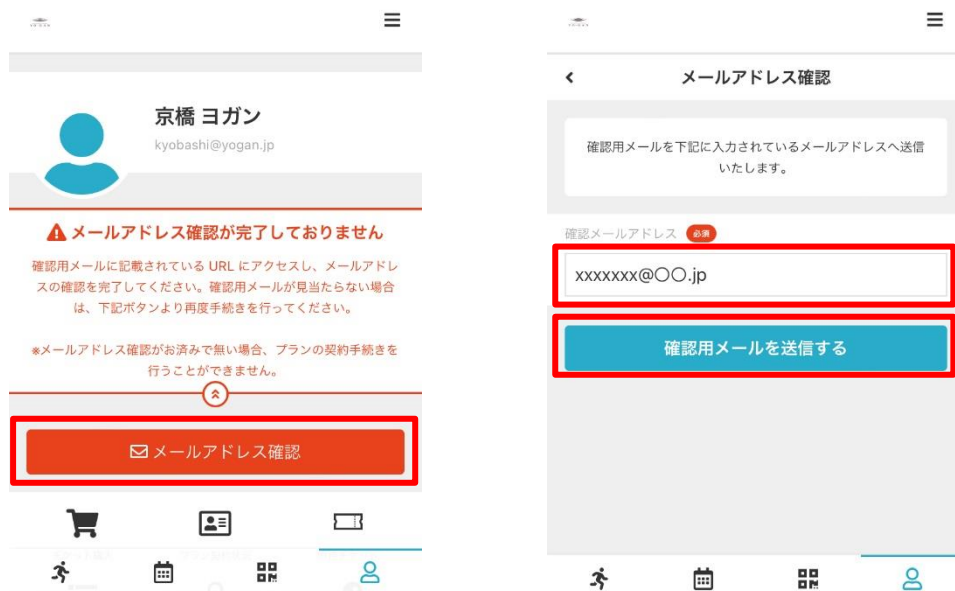 京橋 ヨガン
kyobashi@yogan.jp
メールアドレス確認が完了しておりません
確認用メールに記載されている URL にアクセスし、メールアドレ
スの確認を完了してください。確認用メールが見当たらない場合
は、下記ボタンより再度手続きを行ってください。
※メールアドレス確認がお済みで無い場合、プランの契約手続きを
行うことができません。
メールアドレス確認
メールアドレス確認
確認用メールを下記に入力されているメールアドレスへ送信
いたします。
確認メールアドレス 必須
xxxxxxx@〇〇.jp
確認用メールを送信する